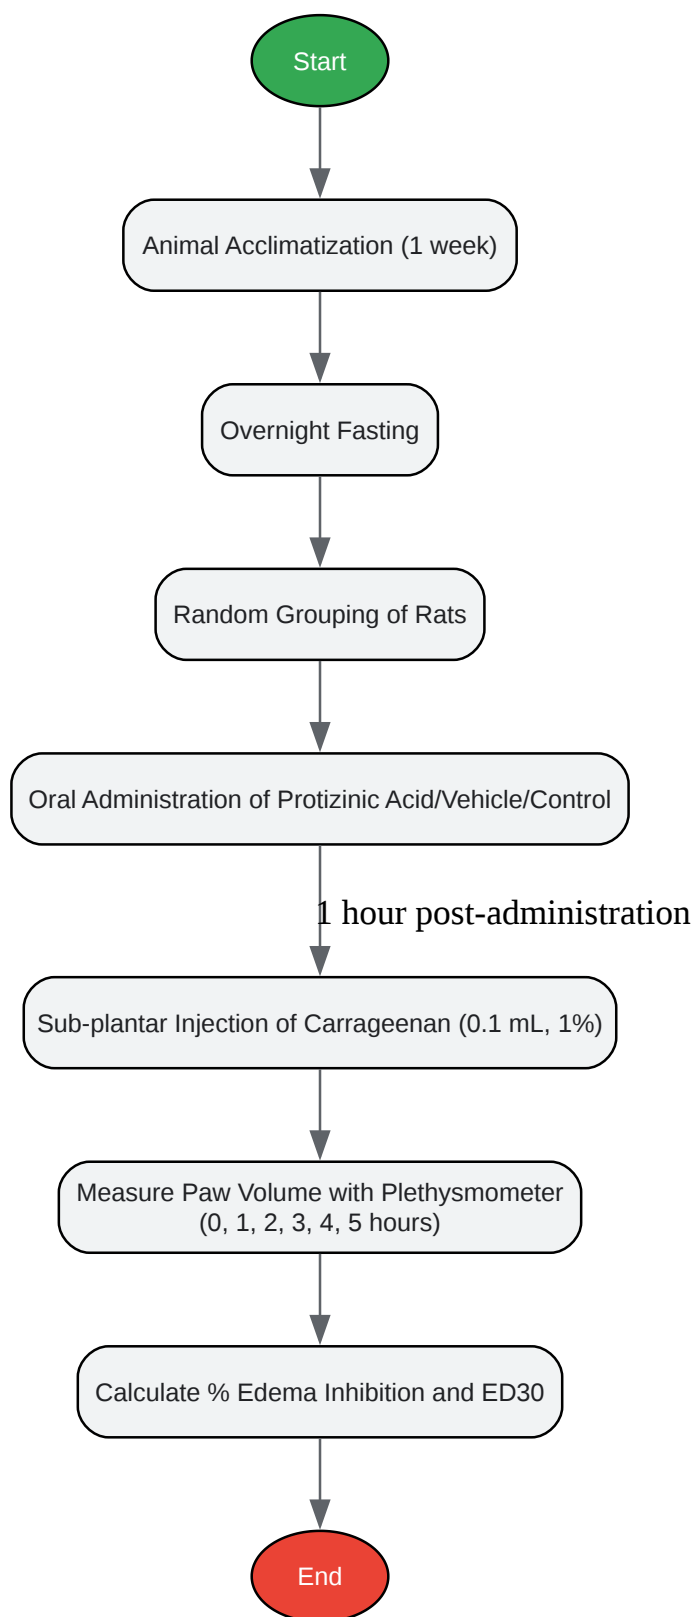 Start
Animal Acclimatization (1 week)
Overnight Fasting
Random Grouping of Rats
Oral Administration of Protizinic Acid/Vehicle/Control
1 hour post-administration
Sub-plantar Injection of Carrageenan (0.1 mL, 1%)
Measure Paw Volume with Plethysmometer
(0, 1, 2, 3, 4, 5 hours)
Calculate % Edema Inhibition and ED30
End